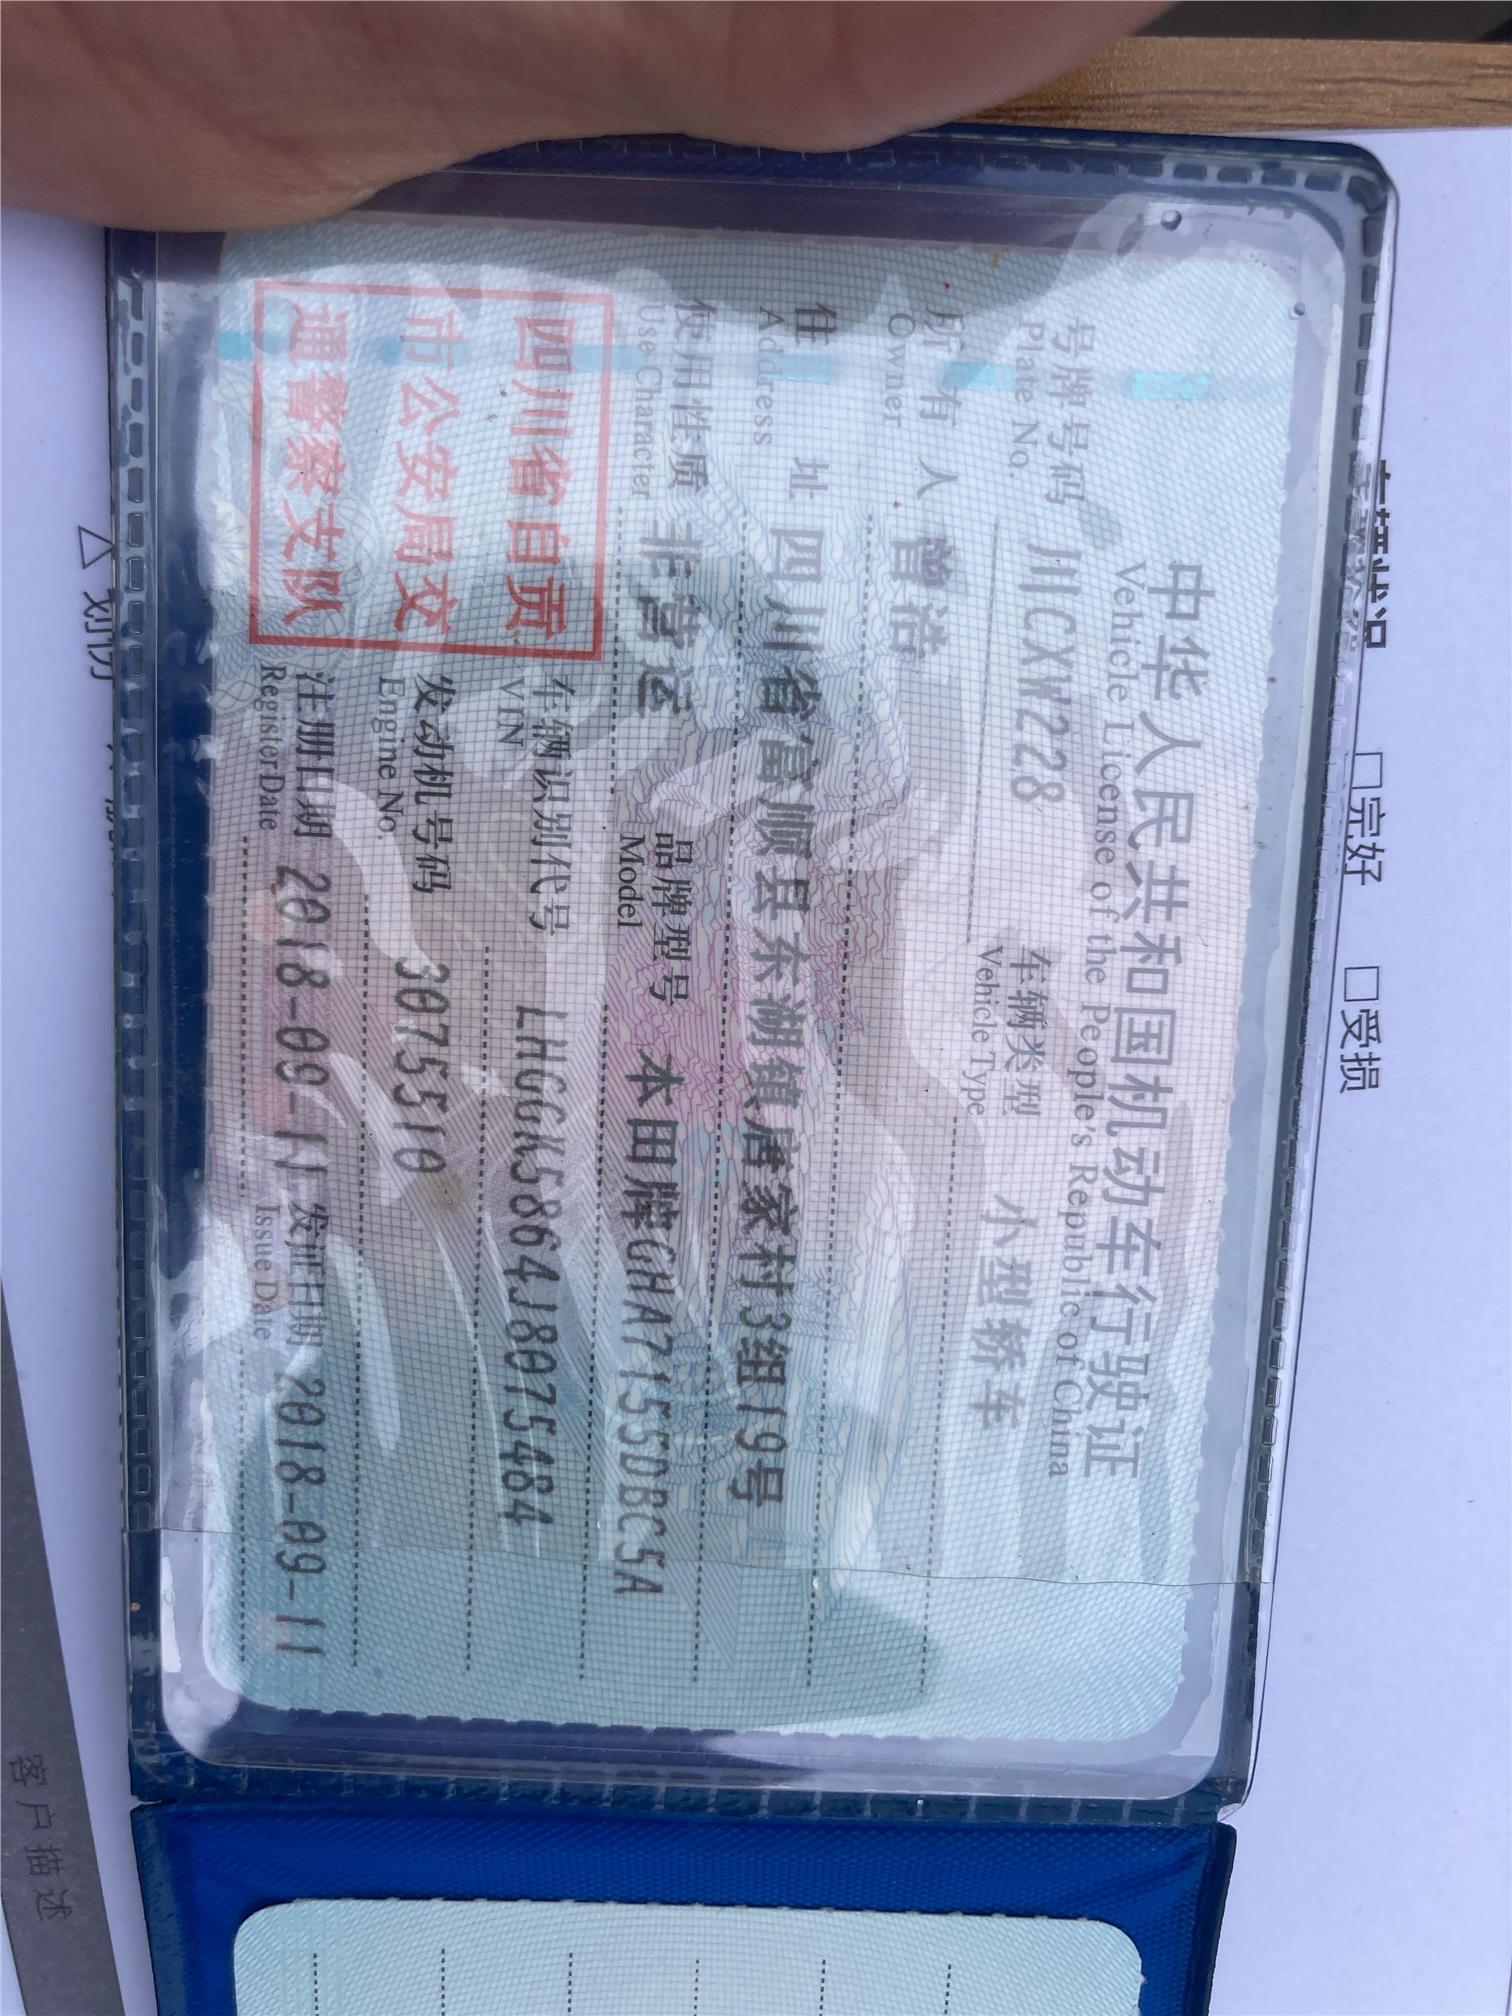 中华人民共和国机动车行驶证
Vehicle License of the People's Republic of China
号牌号码 川CXW228 车辆类型 小型轿车
Plate No. Vehicle Type
所有人 曾浩
Owner
住址 四川省富顺县东湖镇唐家村3组19号
Address
使用性质 非营运 品牌型号 本田牌GHA7155DBC5A
Use Character Model
四川省自贡
市公安局交
通警察支队
车辆识别代号 LHGGK5864J8075484
VIN
发动机号码 3075510
Engine No.
注册日期 2018-09-11 发证日期 2018-09-11
Register Date Issue Date
□完好 □受损
客户描述